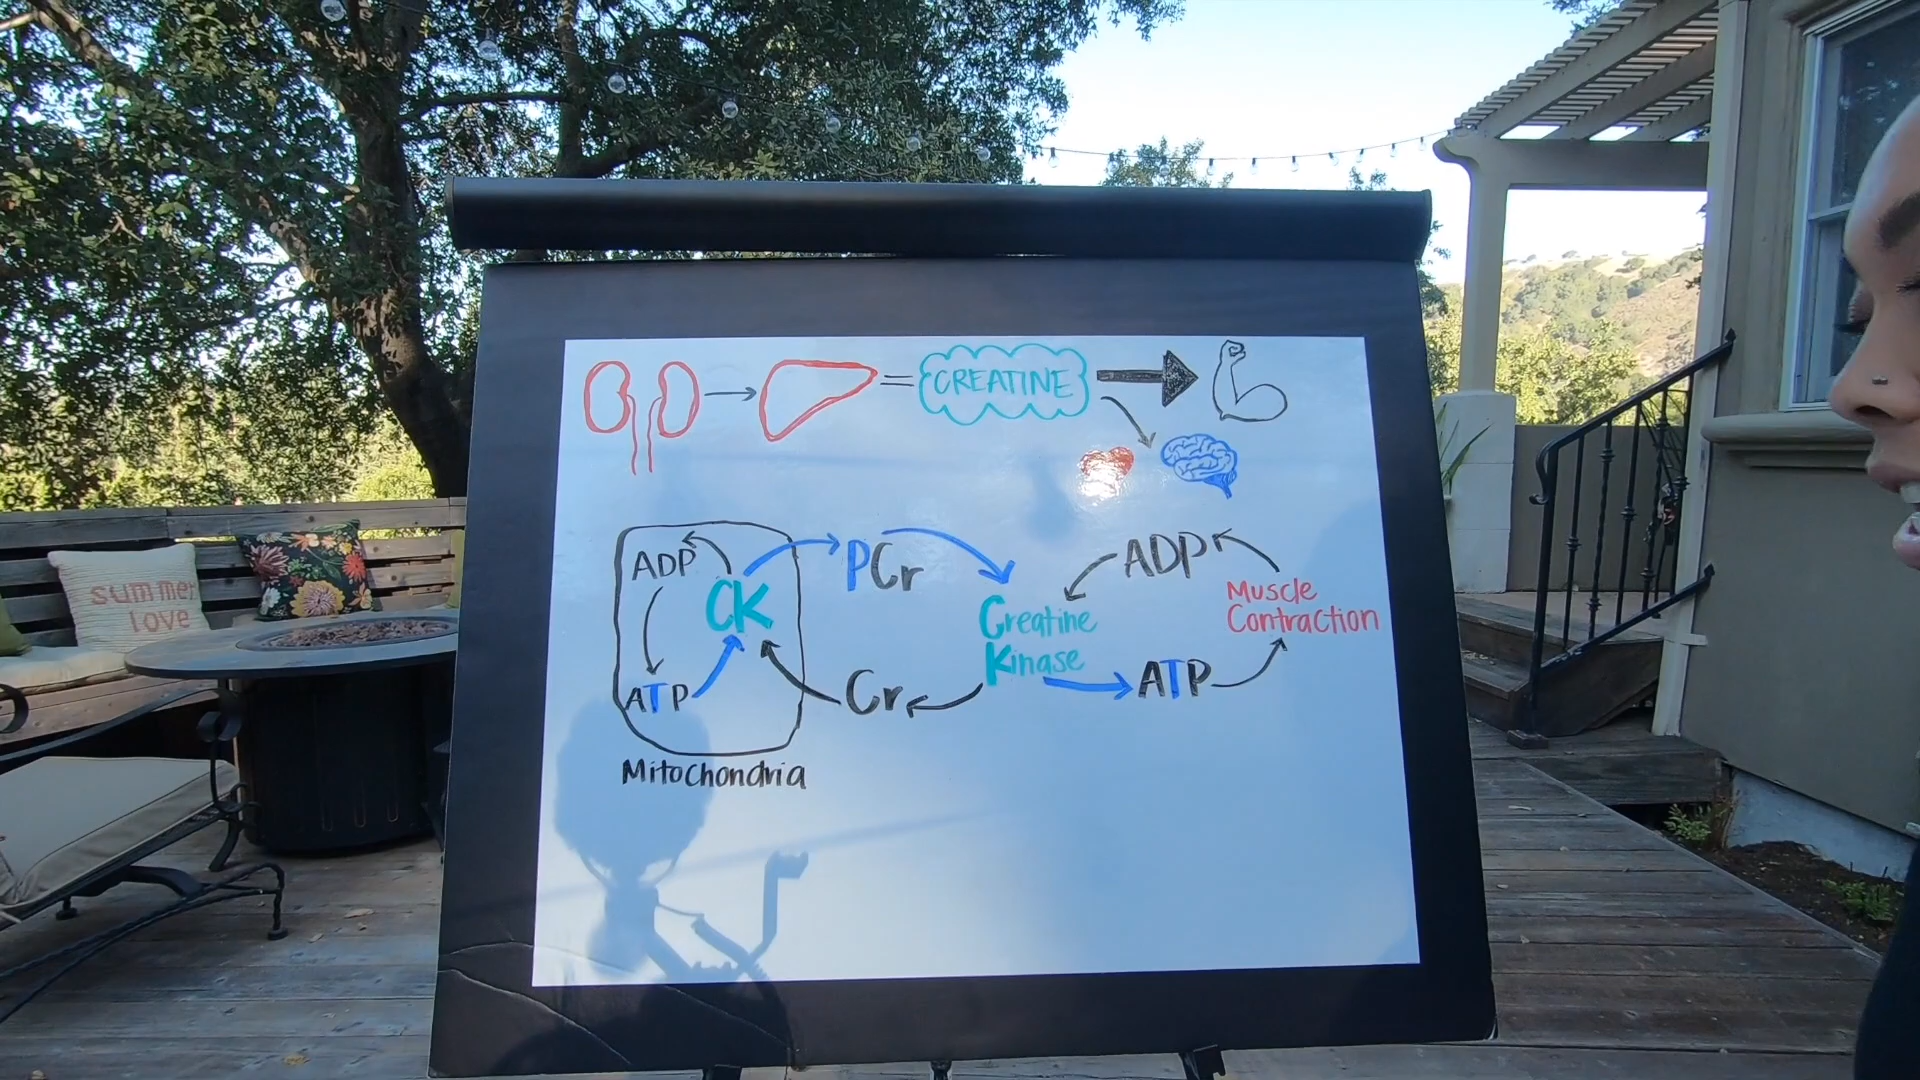 CREATINE
ADP
CK
ATP
Mitochondria
PCr
Cr
Creatine
Kinase
ADP
ATP
Muscle
Contraction
summer
love